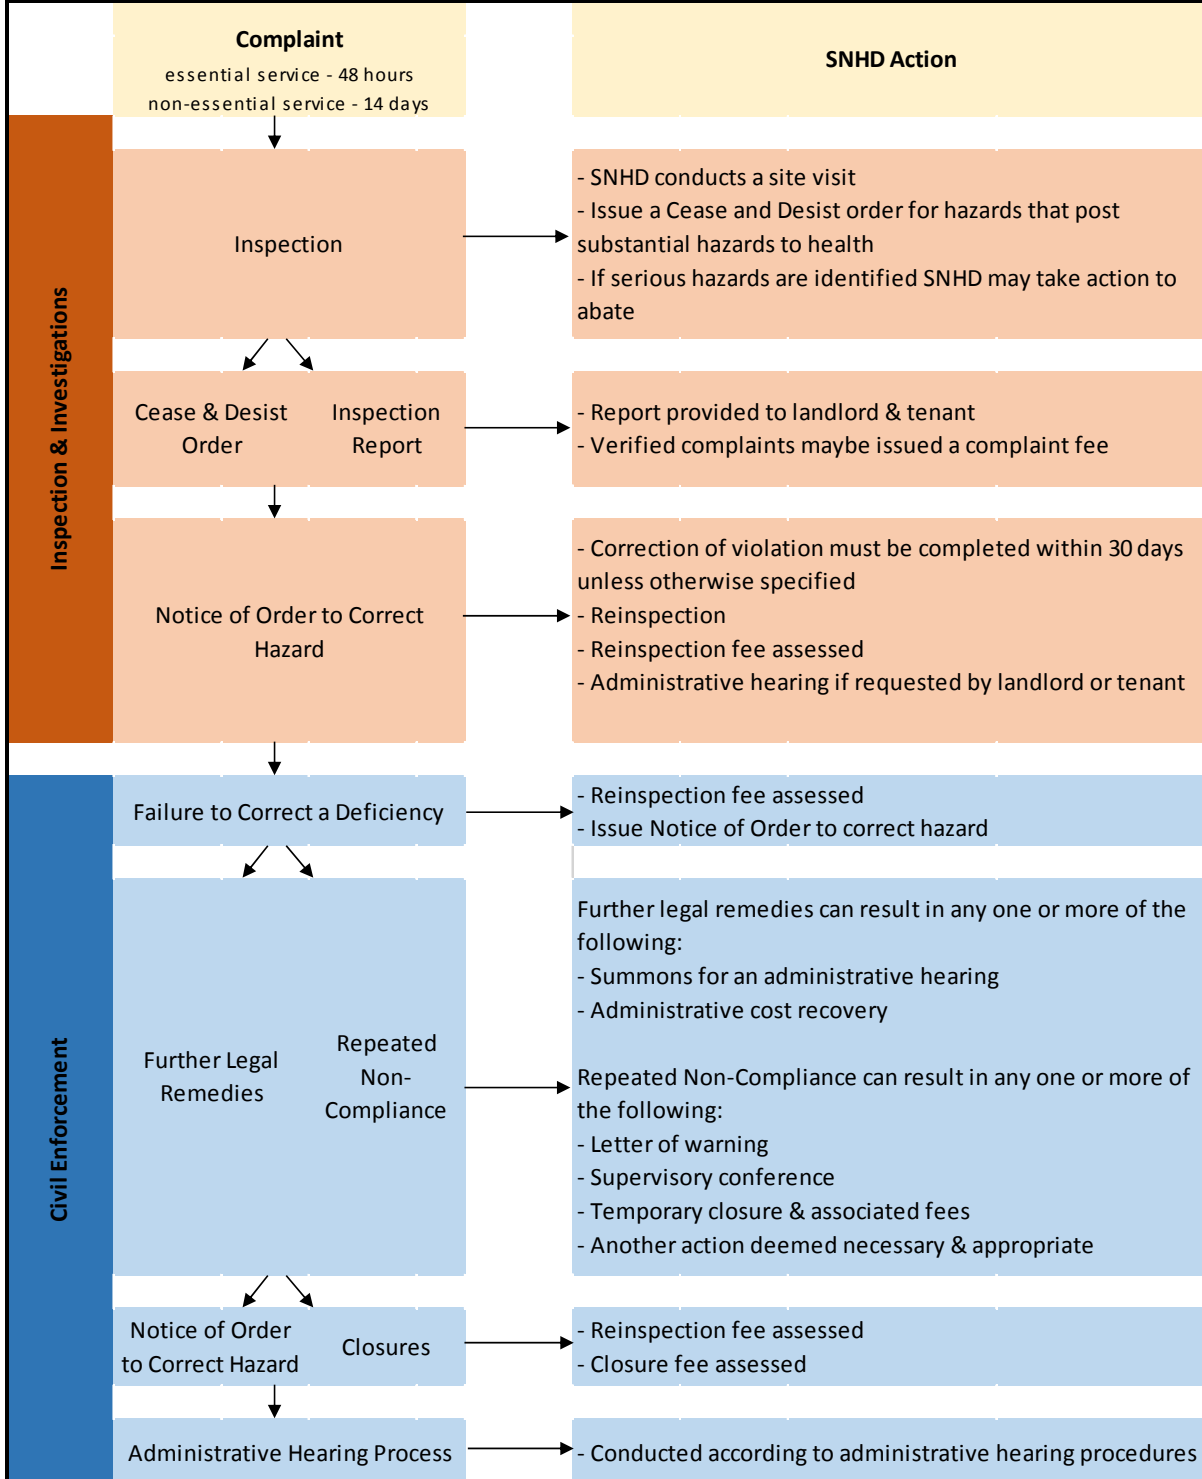 Complaint
essential service - 48 hours
non-essential service - 14 days
SNHD Action
Inspection & Investigations
Inspection
- SNHD conducts a site visit
- Issue a Cease and Desist order for hazards that post
substantial hazards to health
- If serious hazards are identified SNHD may take action to
abate
Cease & Desist
Order
Inspection
Report
- Report provided to landlord & tenant
- Verified complaints maybe issued a complaint fee
Notice of Order to Correct
Hazard
- Correction of violation must be completed within 30 days
unless otherwise specified
- Reinspection
- Reinspection fee assessed
- Administrative hearing if requested by landlord or tenant
Civil Enforcement
Failure to Correct a Deficiency
- Reinspection fee assessed
- Issue Notice of Order to correct hazard
Further Legal
Remedies
Repeated
Non-
Compliance
Further legal remedies can result in any one or more of the
following:
- Summons for an administrative hearing
- Administrative cost recovery
Repeated Non-Compliance can result in any one or more of
the following:
- Letter of warning
- Supervisory conference
- Temporary closure & associated fees
- Another action deemed necessary & appropriate
Notice of Order
to Correct Hazard
Closures
- Reinspection fee assessed
- Closure fee assessed
Administrative Hearing Process
- Conducted according to administrative hearing procedures